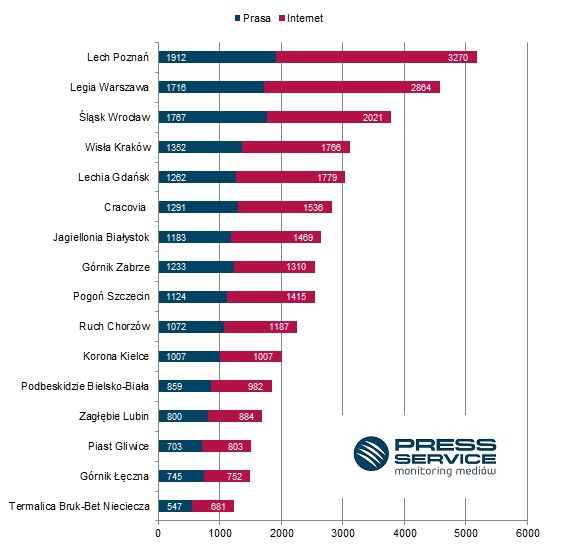 Prasa Internet
Lech Poznań 1912 3270
Legia Warszawa 1716 2864
Śląsk Wrocław 1767 2021
Wisła Kraków 1352 1766
Lechia Gdańsk 1262 1779
Cracovia 1291 1536
Jagiellonia Białystok 1183 1469
Górnik Zabrze 1233 1310
Pogoń Szczecin 1124 1415
Ruch Chorzów 1072 1187
Korona Kielce 1007 1007
Podbeskidzie Bielsko-Biała 859 982
Zagłębie Lubin 800 884
Piast Gliwice 703 803
Górnik Łęczna 745 752
Termalica Bruk-Bet Nieciecza 547 681
PRESS
SERVICE
monitoring mediów
0 1000 2000 3000 4000 5000 6000